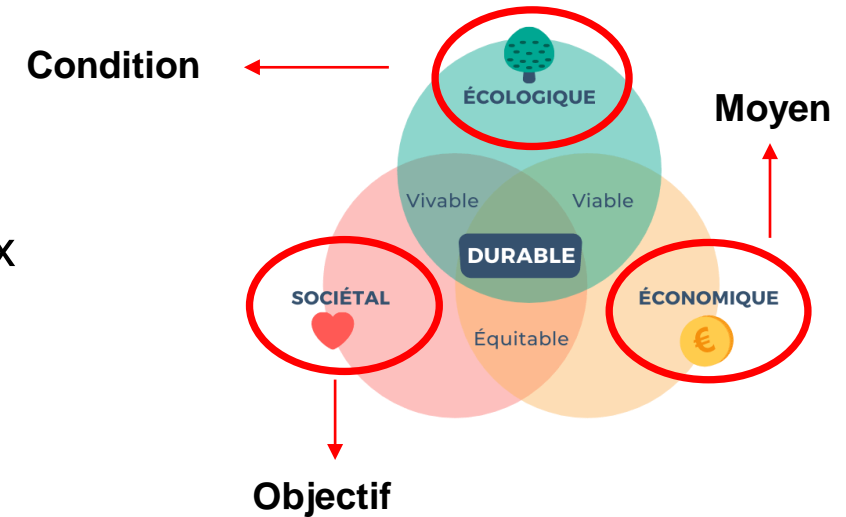 Condition
ÉCOLOGIQUE
Moyen
Vivable
Viable
x
DURABLE
SOCIÉTAL
ÉCONOMIQUE
Équitable
€
Objectif